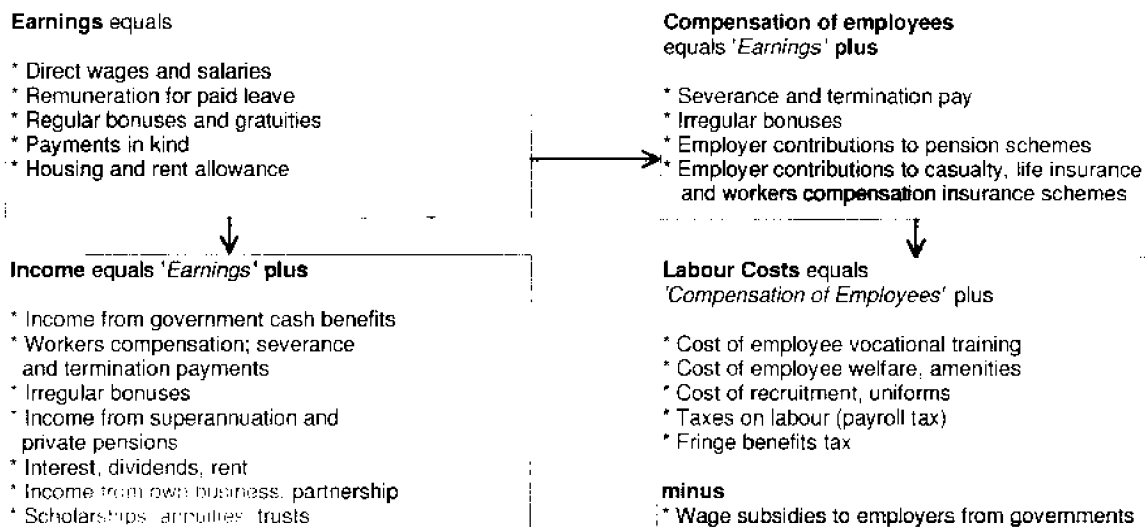 Earnings equals
* Direct wages and salaries
* Remuneration for paid leave
* Regular bonuses and gratuities
* Payments in kind
* Housing and rent allowance
Compensation of employees
equals 'Earnings' plus
* Severance and termination pay
* Irregular bonuses
* Employer contributions to pension schemes
* Employer contributions to casualty, life insurance
and workers compensation insurance schemes
Income equals 'Earnings' plus
* Income from government cash benefits
* Workers compensation; severance
and termination payments
* Irregular bonuses
* Income from superannuation and
private pensions
* Interest, dividends, rent
* Income from own business, partnership
* Scholarships, annuities, trusts
Labour Costs equals
'Compensation of Employees' plus
* Cost of employee vocational training
* Cost of employee welfare, amenities
* Cost of recruitment, uniforms
* Taxes on labour (payroll tax)
* Fringe benefits tax
minus
* Wage subsidies to employers from governments